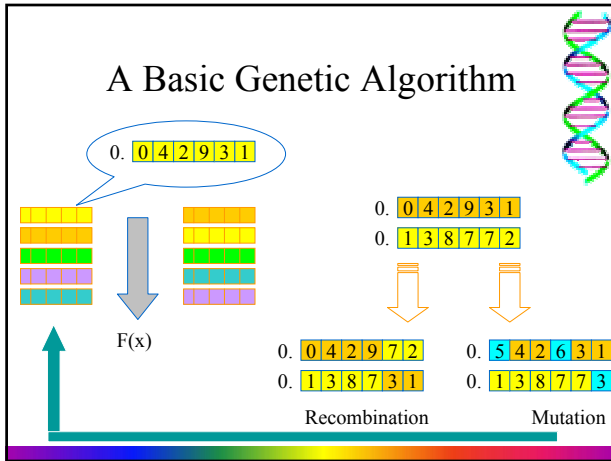 A Basic Genetic Algorithm
0. 0 4 2 9 3 1
0. 0 4 2 9 3 1
0. 1 3 8 7 7 2
F(x)
0. 0 4 2 9 7 2
0. 1 3 8 7 3 1
Recombination
0. 5 4 2 6 3 1
0. 1 3 8 7 7 3
Mutation